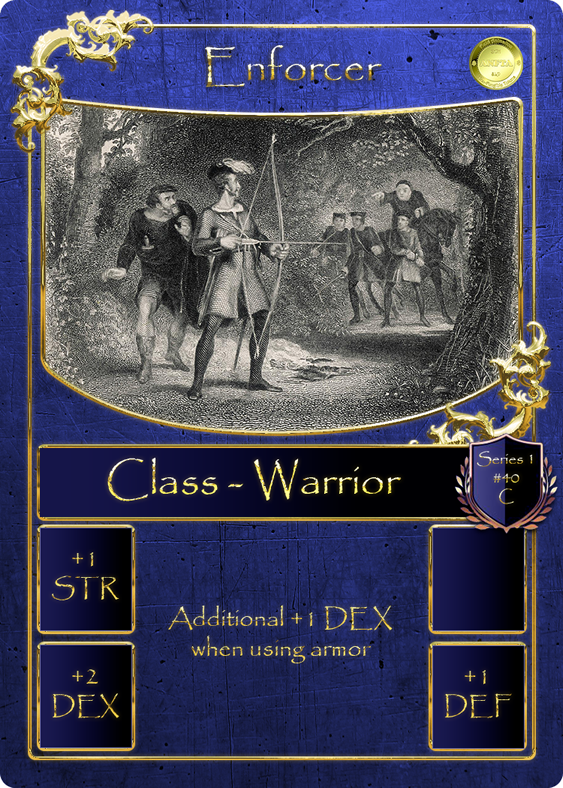 Enforcer
Class - Warrior
Series 1
#40
C
+1
STR
Additional +1 DEX
when using armor
+2
DEX
+1
DEF